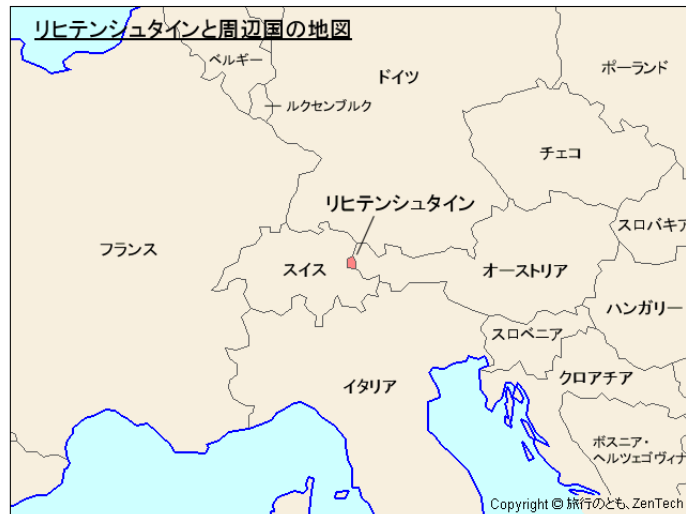 リヒテンシュタインと周辺国の地図
ベルギー
ドイツ
ポーランド
ルクセンブルク
チェコ
リヒテンシュタイン
スロバキア
フランス
スイス
オーストリア
ハンガリー
スロベニア
クロアチア
イタリア
ボスニア・
ヘルツェゴヴィナ
Copyright © 旅行のとも、ZenTech